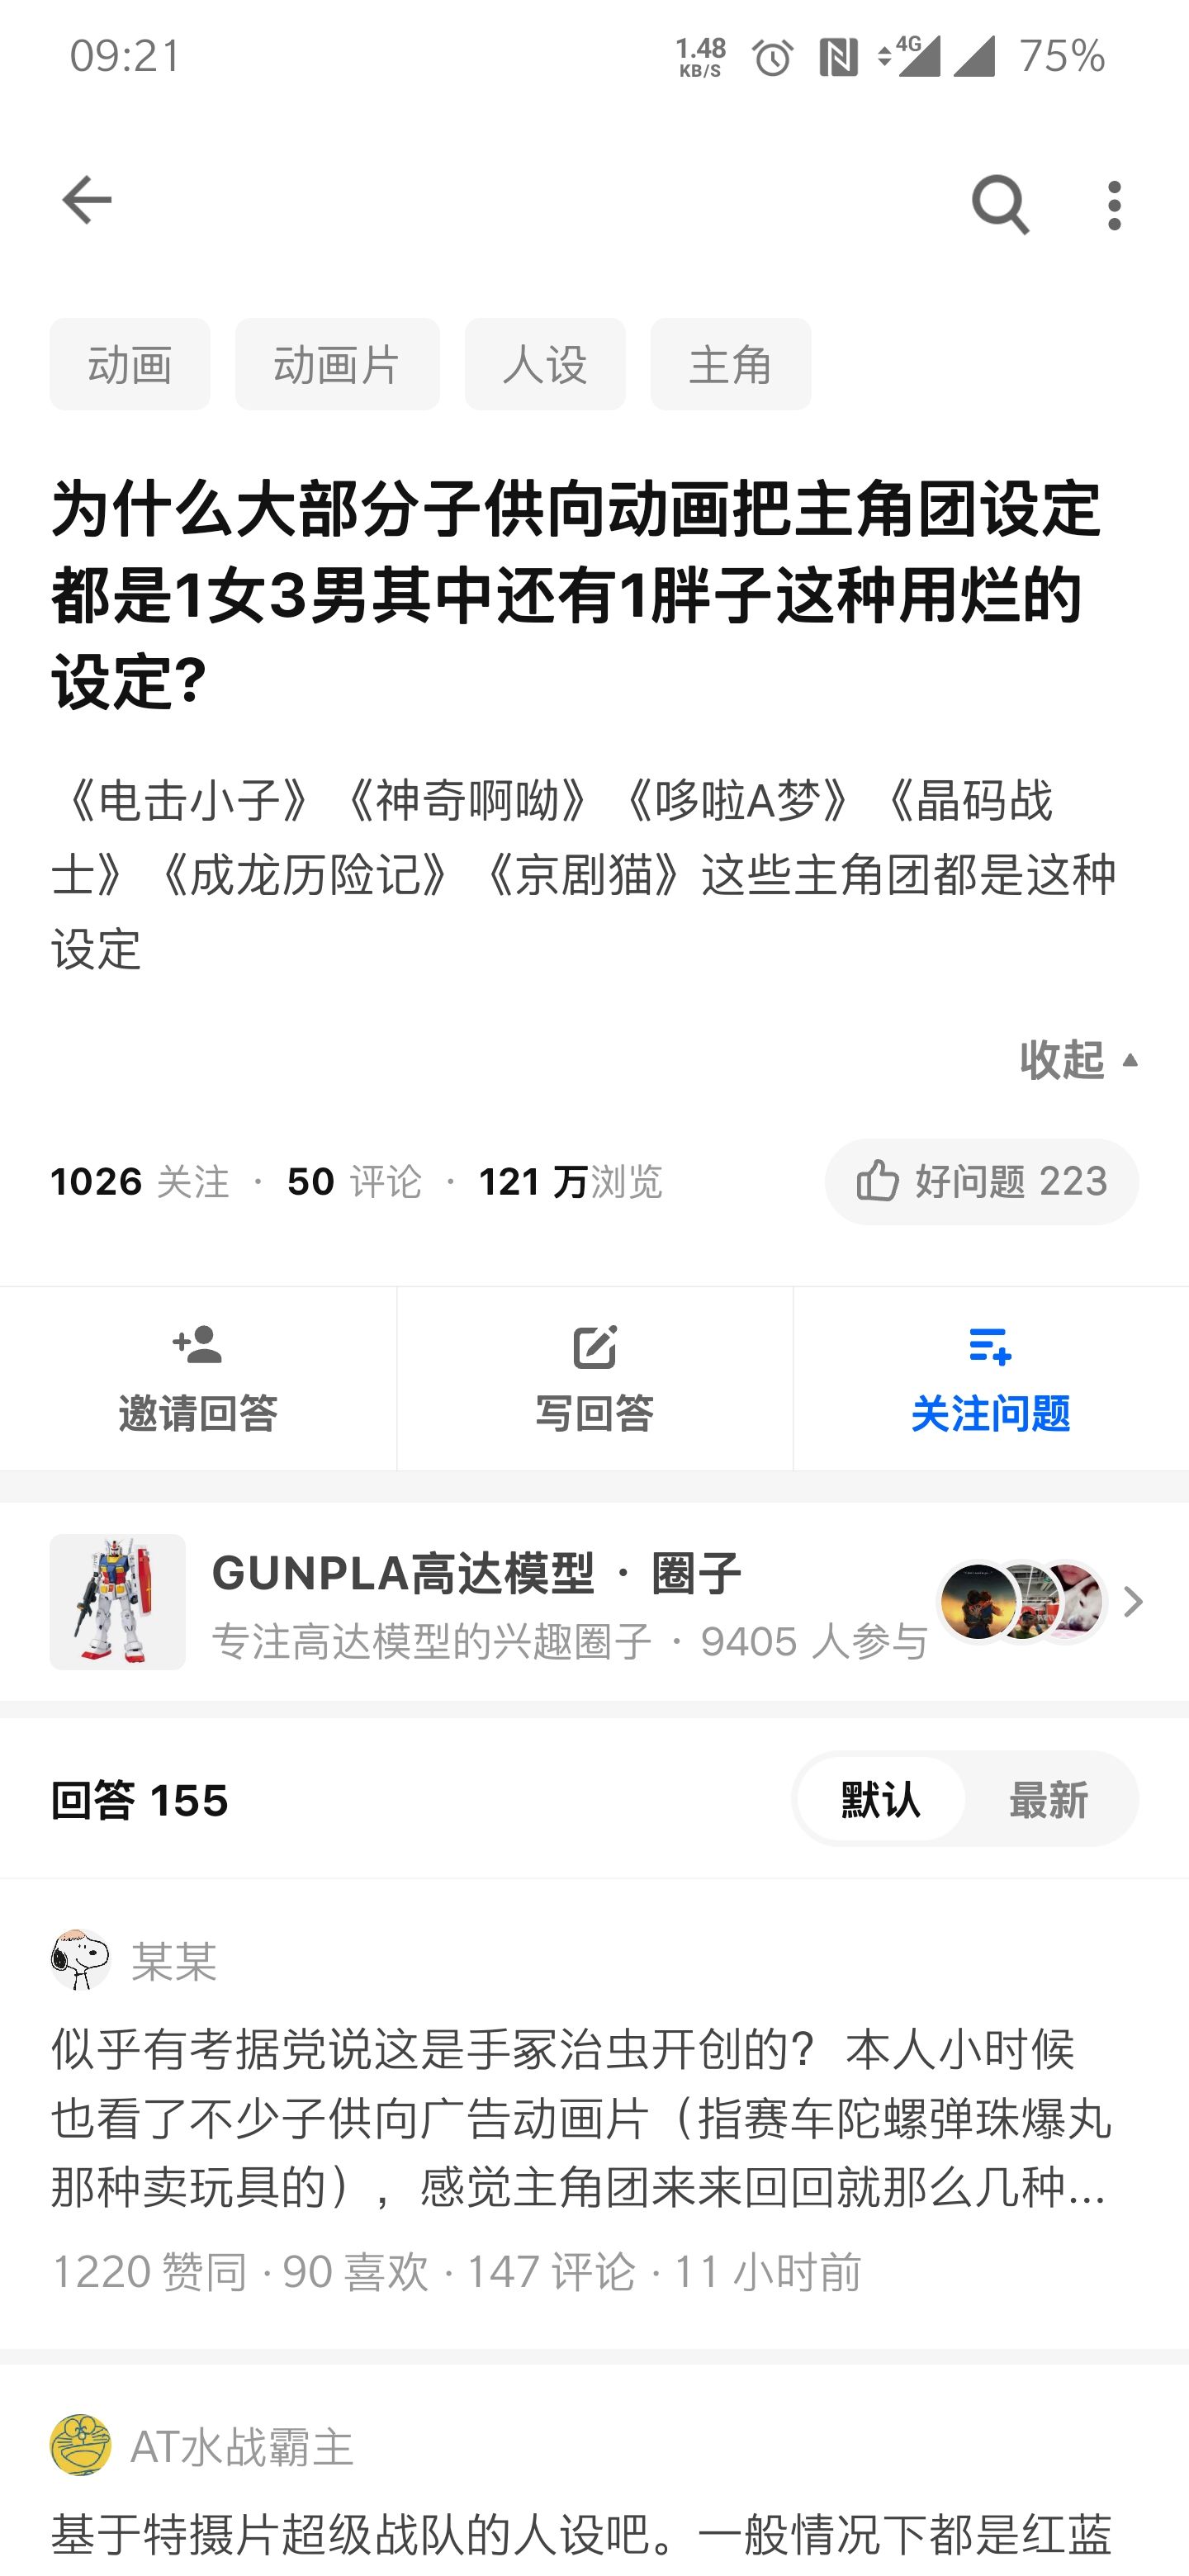 09:21
1.48
KB/S
4G
75%
动画
动画片
人设
主角
为什么大部分子供向动画把主角团设定
都是1女3男其中还有1胖子这种用烂的
设定?
《电击小子》《神奇啊呦》《哆啦A梦》《晶码战
士》《成龙历险记》《京剧猫》这些主角团都是这种
设定
收起
1026 关注 · 50 评论 · 121 万浏览
好问题 223
邀请回答
写回答
关注问题
GUNPLA高达模型 · 圈子
专注高达模型的兴趣圈子 · 9405 人参与
回答 155
默认
最新
某某
似乎有考据党说这是手冢治虫开创的？ 本人小时候
也看了不少子供向广告动画片（指赛车陀螺弹珠爆丸
那种卖玩具的），感觉主角团来来回回就那么几种...
1220 赞同 · 90 喜欢 · 147 评论 · 11 小时前
AT水战霸主
基于特摄片超级战队的人设吧。一般情况下都是红蓝